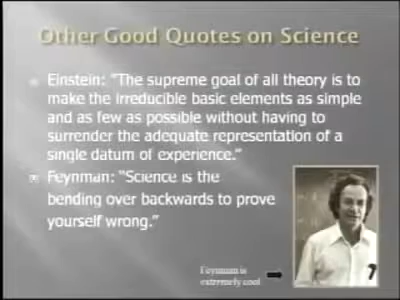 Other Good Quotes on Science
Einstein: "The supreme goal of all theory is to
make the irreducible basic elements as simple
and as few as possible without having to
surrender the adequate representation of a
single datum of experience."
Feynman: "Science is the
bending over backwards to prove
yourself wrong."
Feynman is
extremely cool